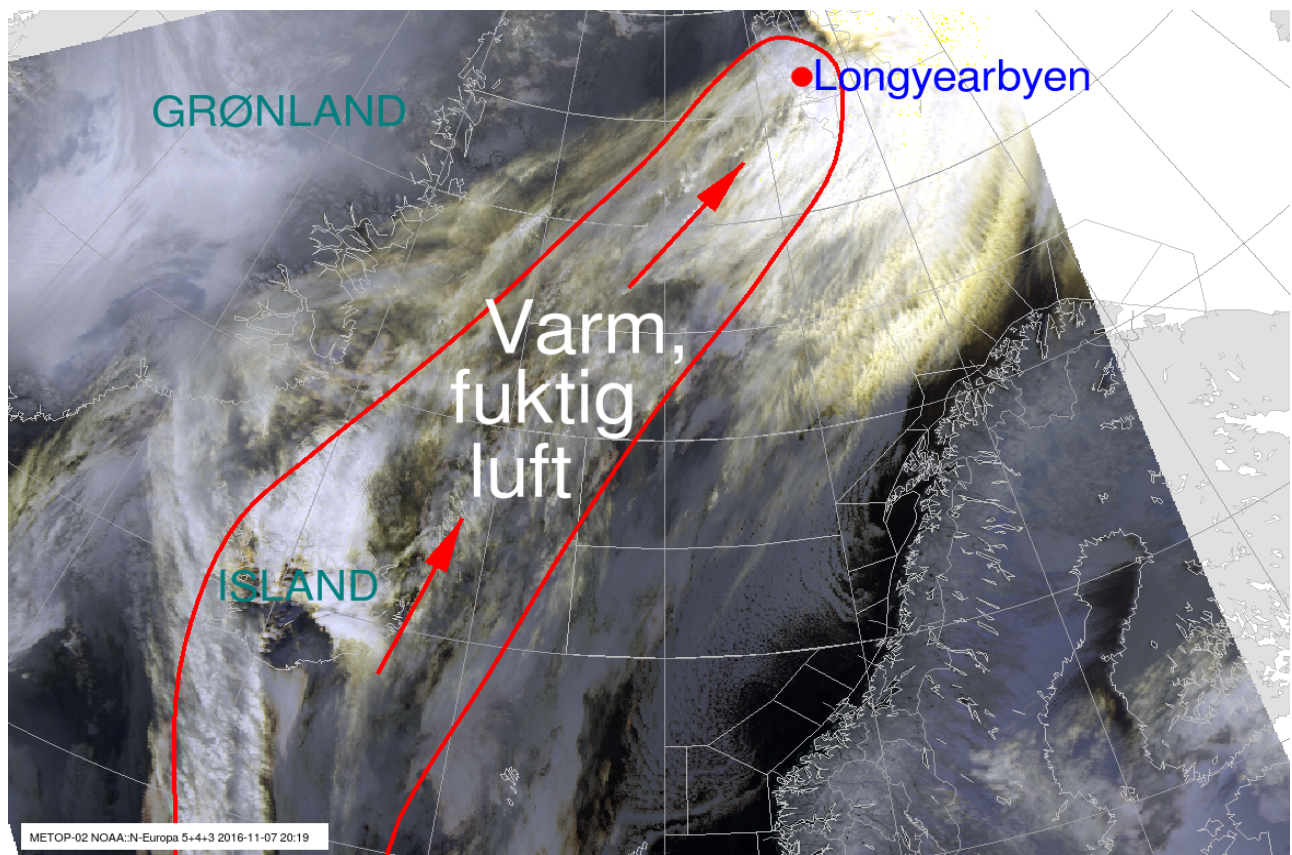 Longyearbyen
GRØNLAND
Varm,
fuktig
luft
ISLAND
METOP-02 NOAA::N-Europa 5+4+3 2016-11-07 20:19